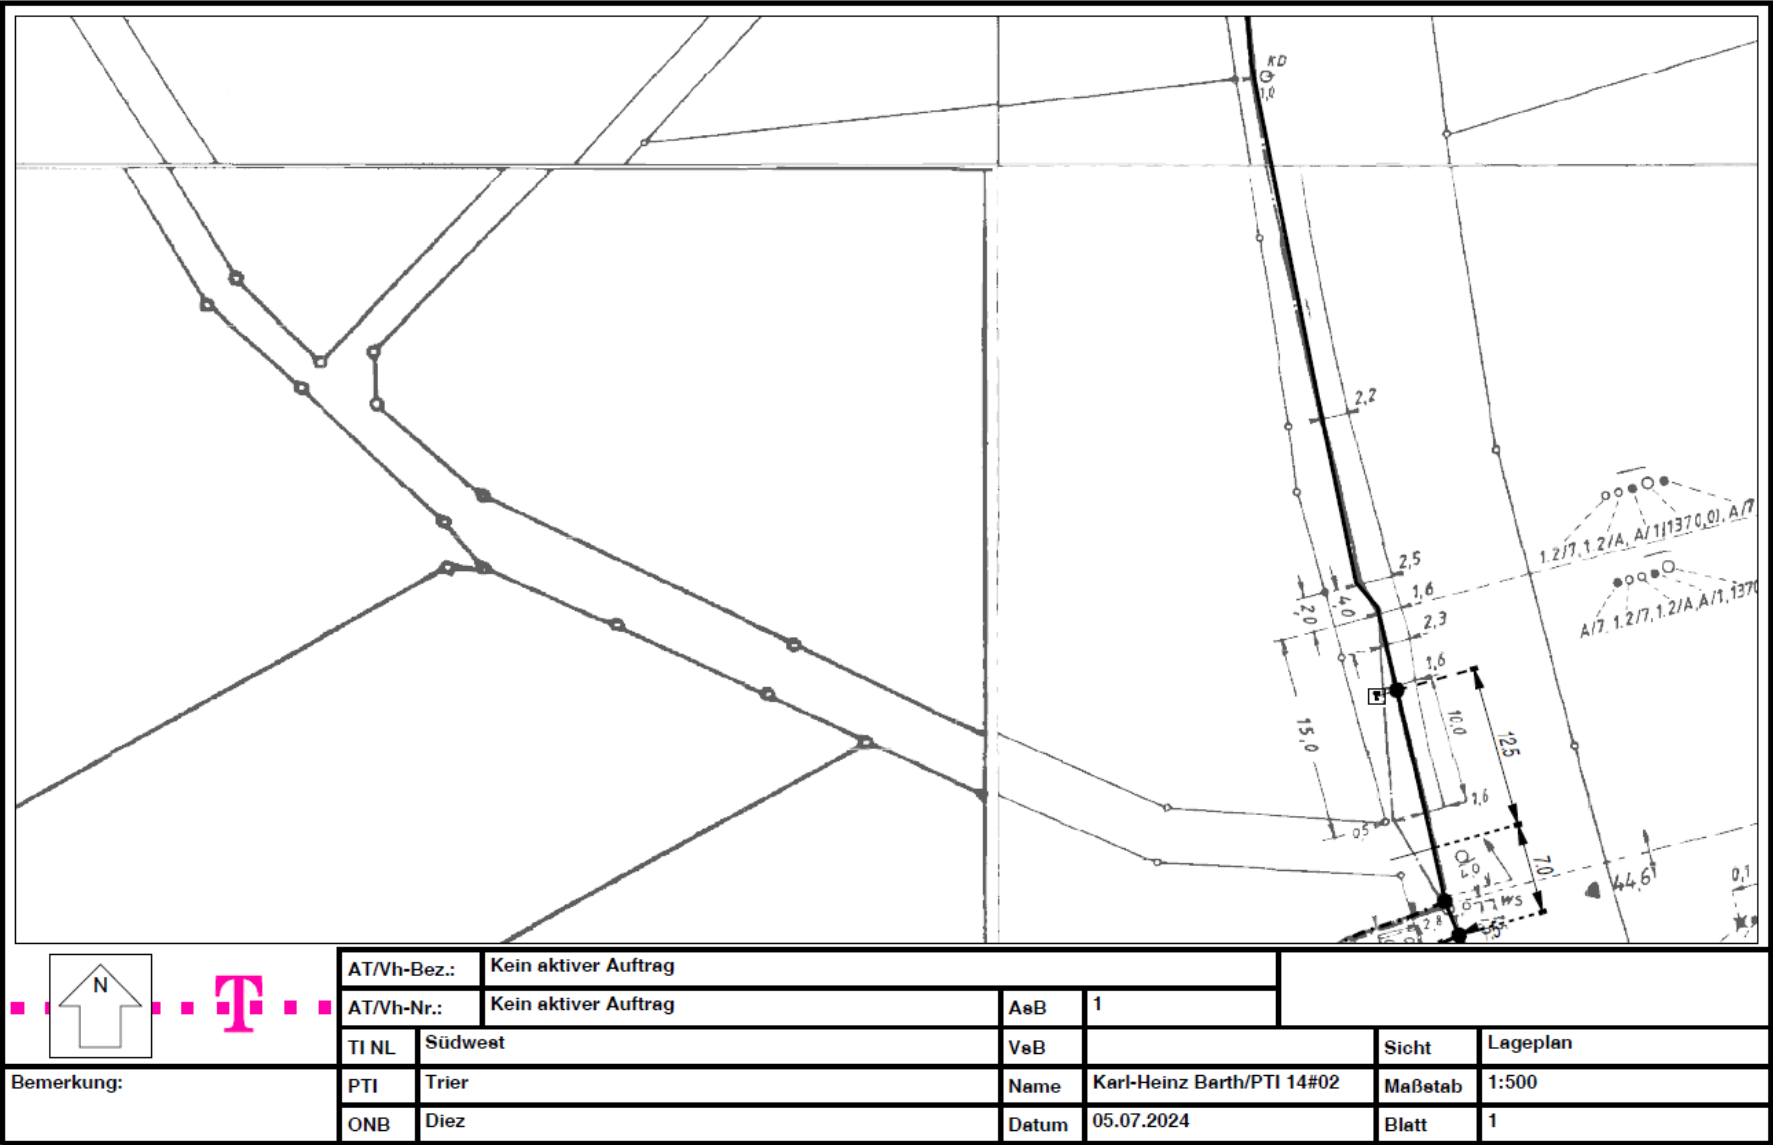 KD
1,0
2,2
1.2/7, 1.2/A, A/1(1370,0), A/7
2,5
1,6
4,0
2,0
A/7, 1.2/7, 1.2/A, A/1, 1370
2,3
1,6
T
10,0
12,5
15,0
1,6
0,5
7,0
44,6
0,1
2,8
N
T
AT/Vh-Bez.: Kein aktiver Auftrag
AT/Vh-Nr.: Kein aktiver Auftrag AsB 1
TI NL Südwest VsB Sicht Lageplan
Bemerkung: PTI Trier Name Karl-Heinz Barth/PTI 14#02 Maßstab 1:500
ONB Diez Datum 05.07.2024 Blatt 1